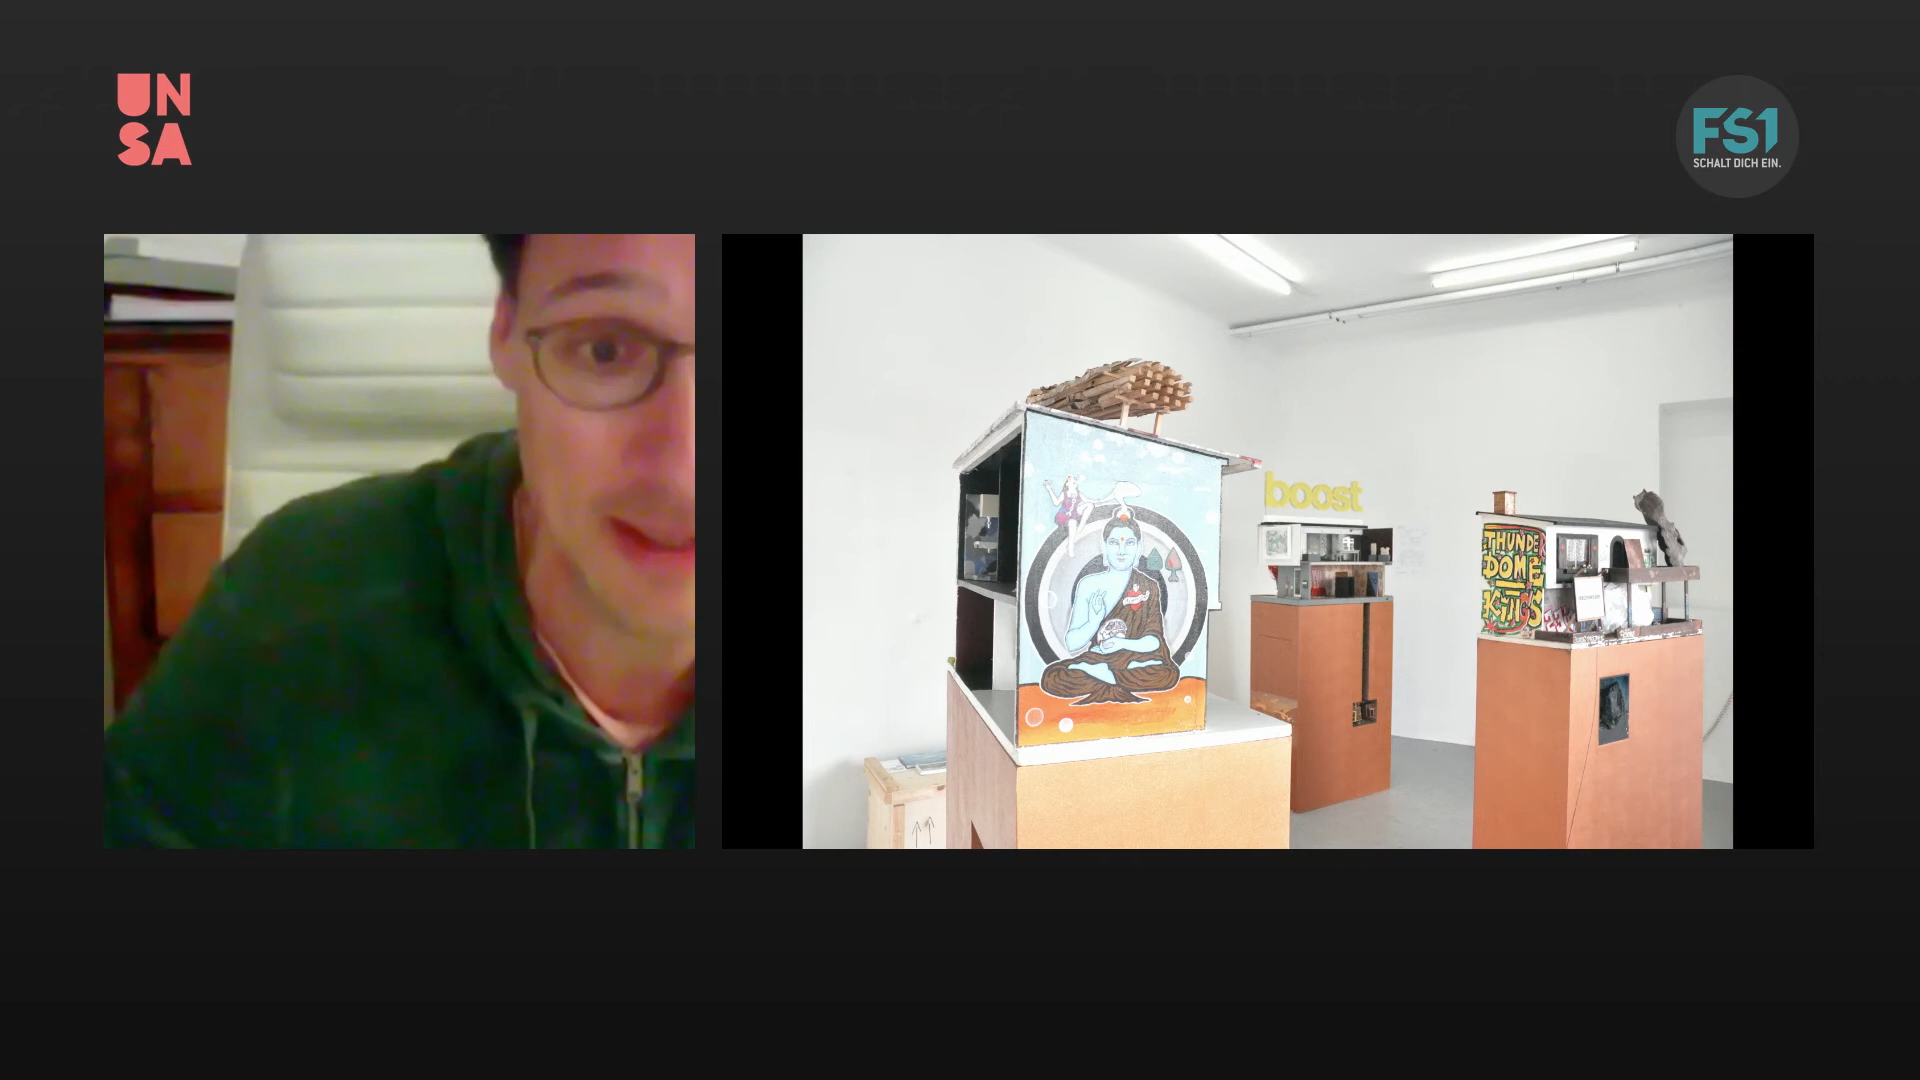 UN
SA
FS1
SCHALT DICH EIN.
boost
THUNDER
DOME
KINGS